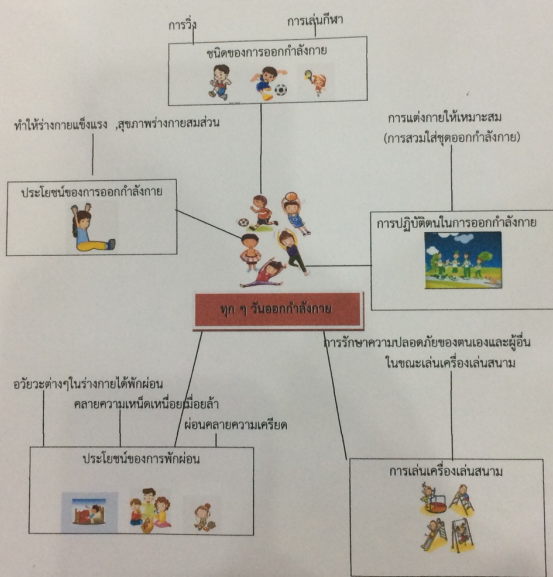 การวิ่ง
การเล่นกีฬา
ชนิดของการออกกำลังกาย
ทำให้ร่างกายแข็งแรง ,สุขภาพร่างกายสมส่วน
การแต่งกายให้เหมาะสม
(การสวมใส่ชุดออกกำลังกาย)
ประโยชน์ของการออกกำลังกาย
การปฏิบัติตนในการออกกำลังกาย
ทุก ๆ วันออกกำลังกาย
การรักษาความปลอดภัยของตนเองและผู้อื่น
ในขณะเล่นเครื่องเล่นสนาม
อวัยวะต่างๆในร่างกายได้พักผ่อน
คลายความเหน็ดเหนื่อยเมื่อยล้า
ผ่อนคลายความเครียด
ประโยชน์ของการพักผ่อน
การเล่นเครื่องเล่นสนาม